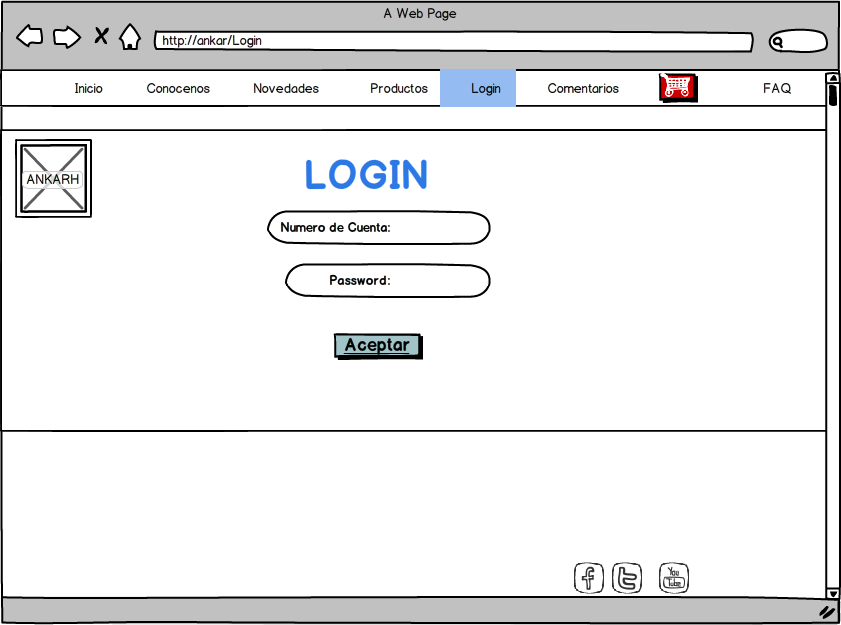 A Web Page
http://ankar/Login
Inicio Conocenos Novedades Productos Login Comentarios FAQ
ANKARH
LOGIN
Numero de Cuenta:
Password:
Aceptar
You
Tube